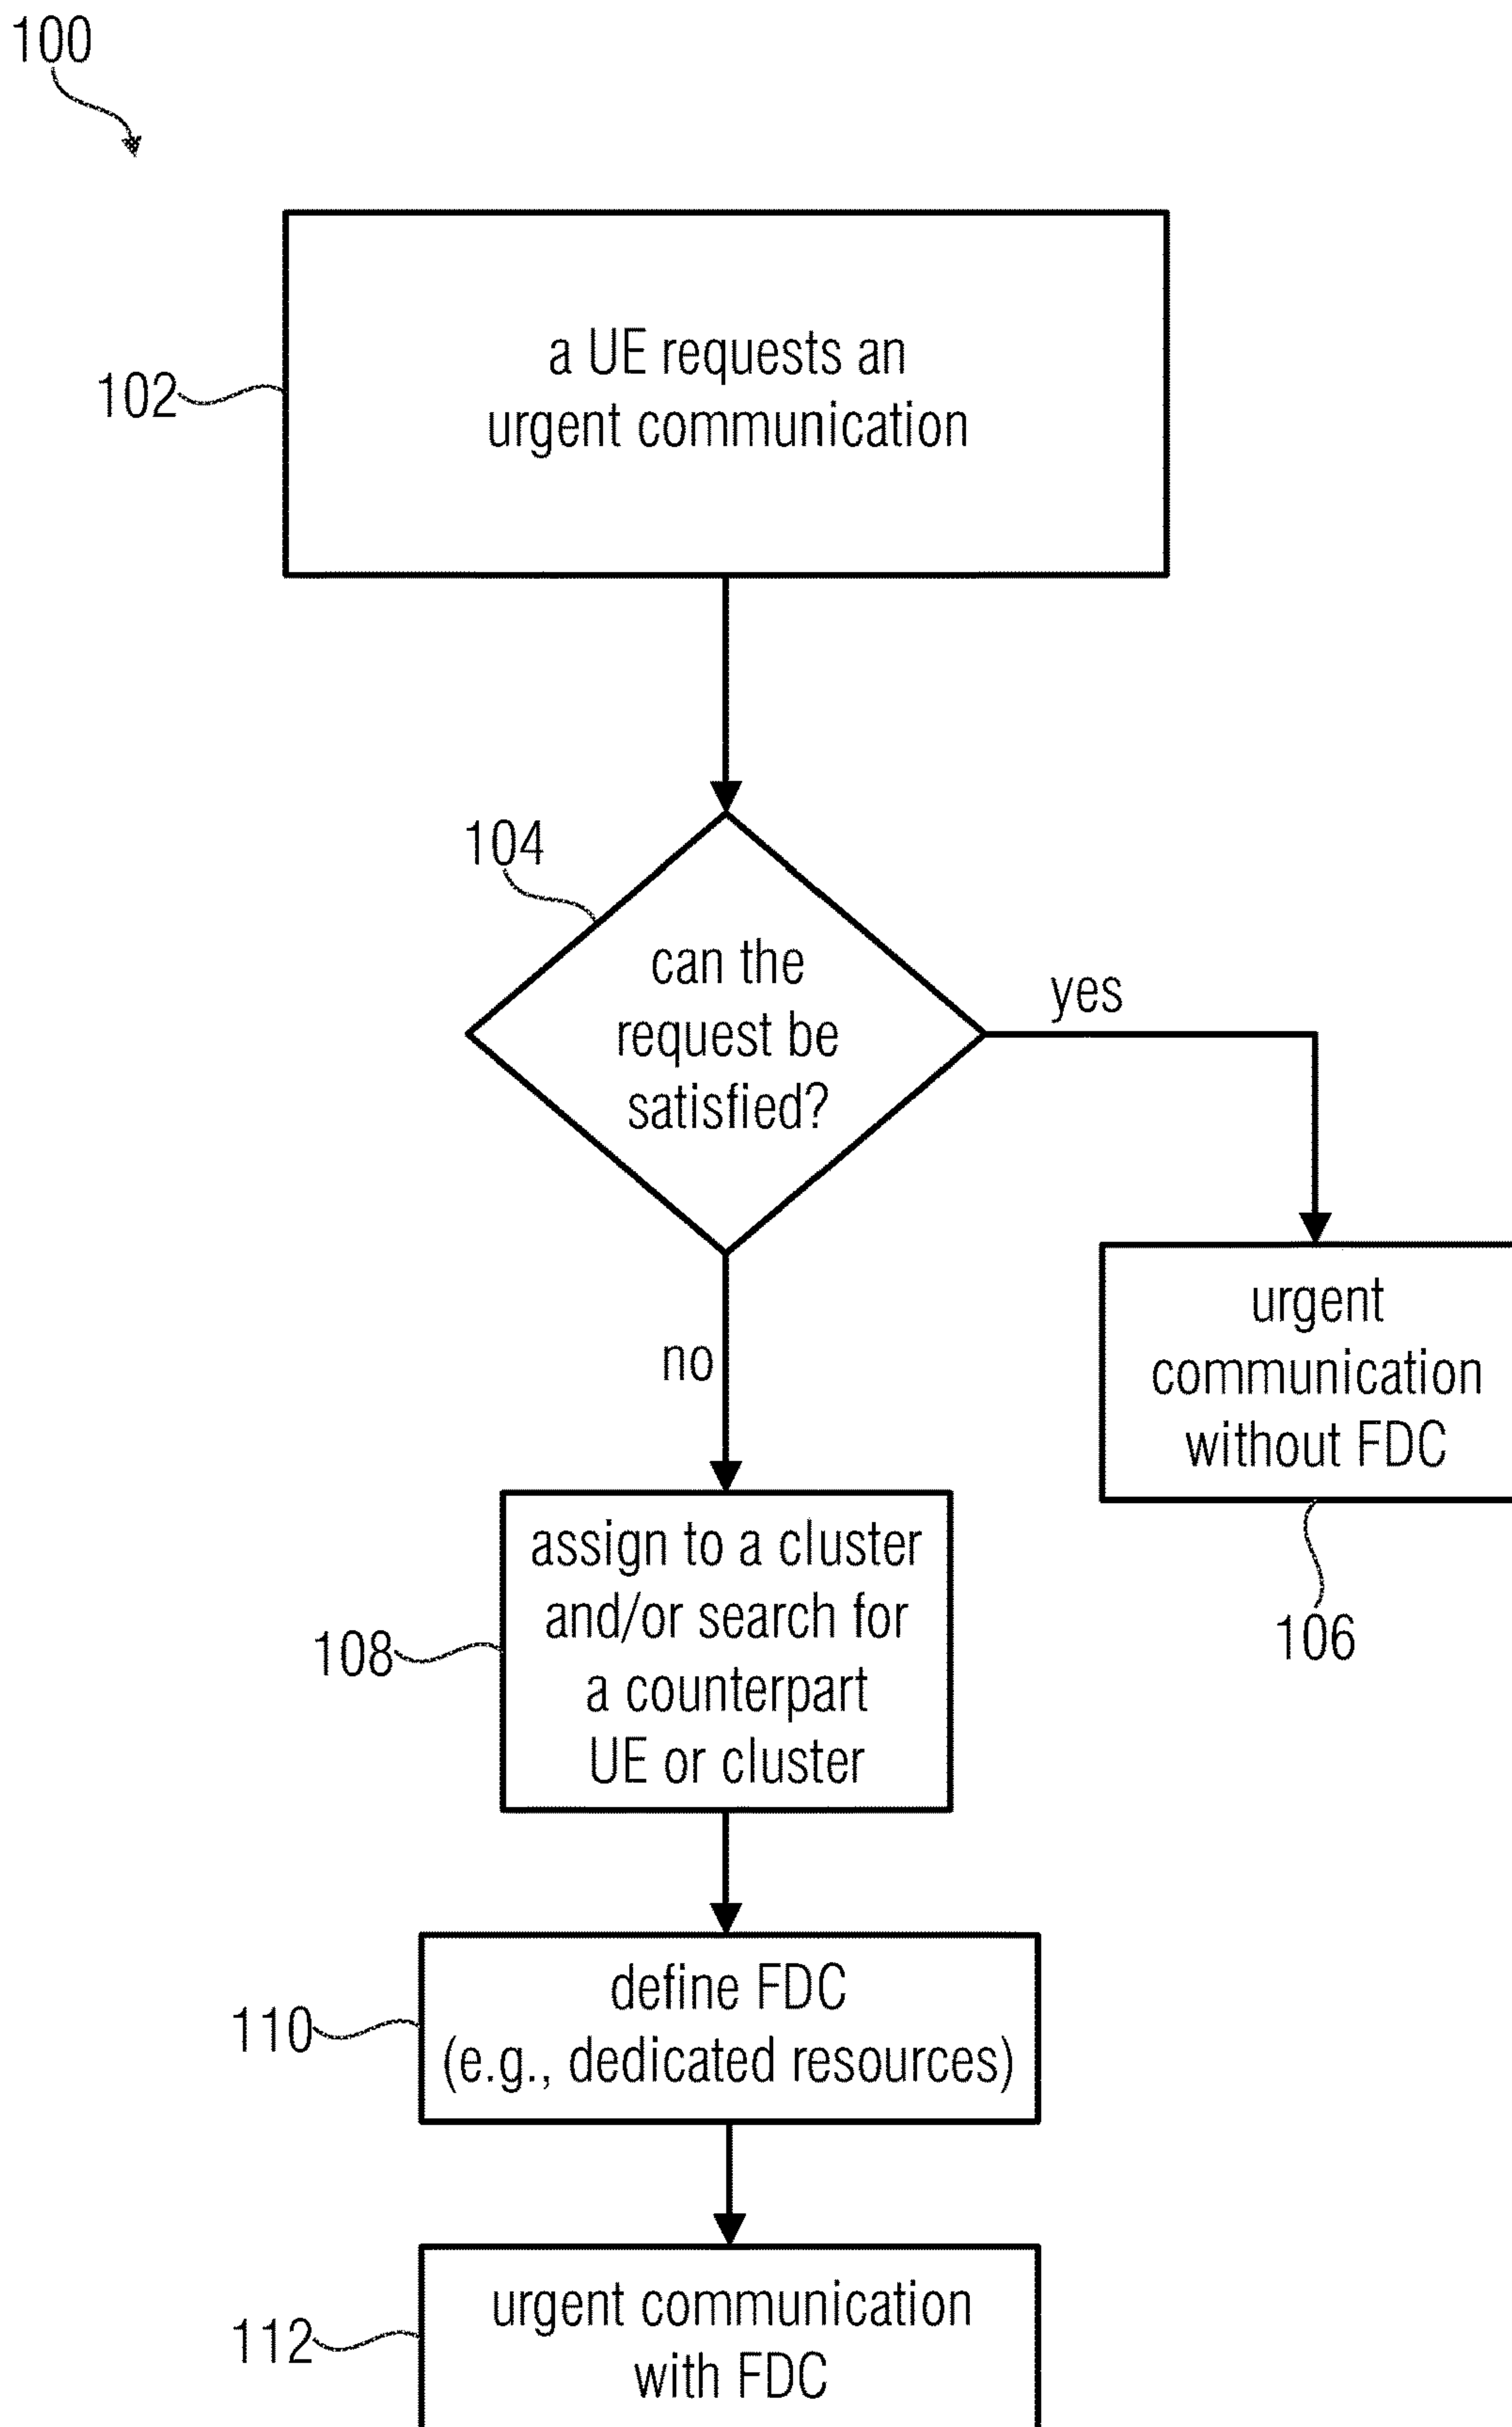 100
a UE requests an
urgent communication
102
104
can the
request be
satisfied?
yes
no
urgent
communication
without FDC
106
assign to a cluster
and/or search for
a counterpart
UE or cluster
108
define FDC
(e.g., dedicated resources)
110
urgent communication
with FDC
112